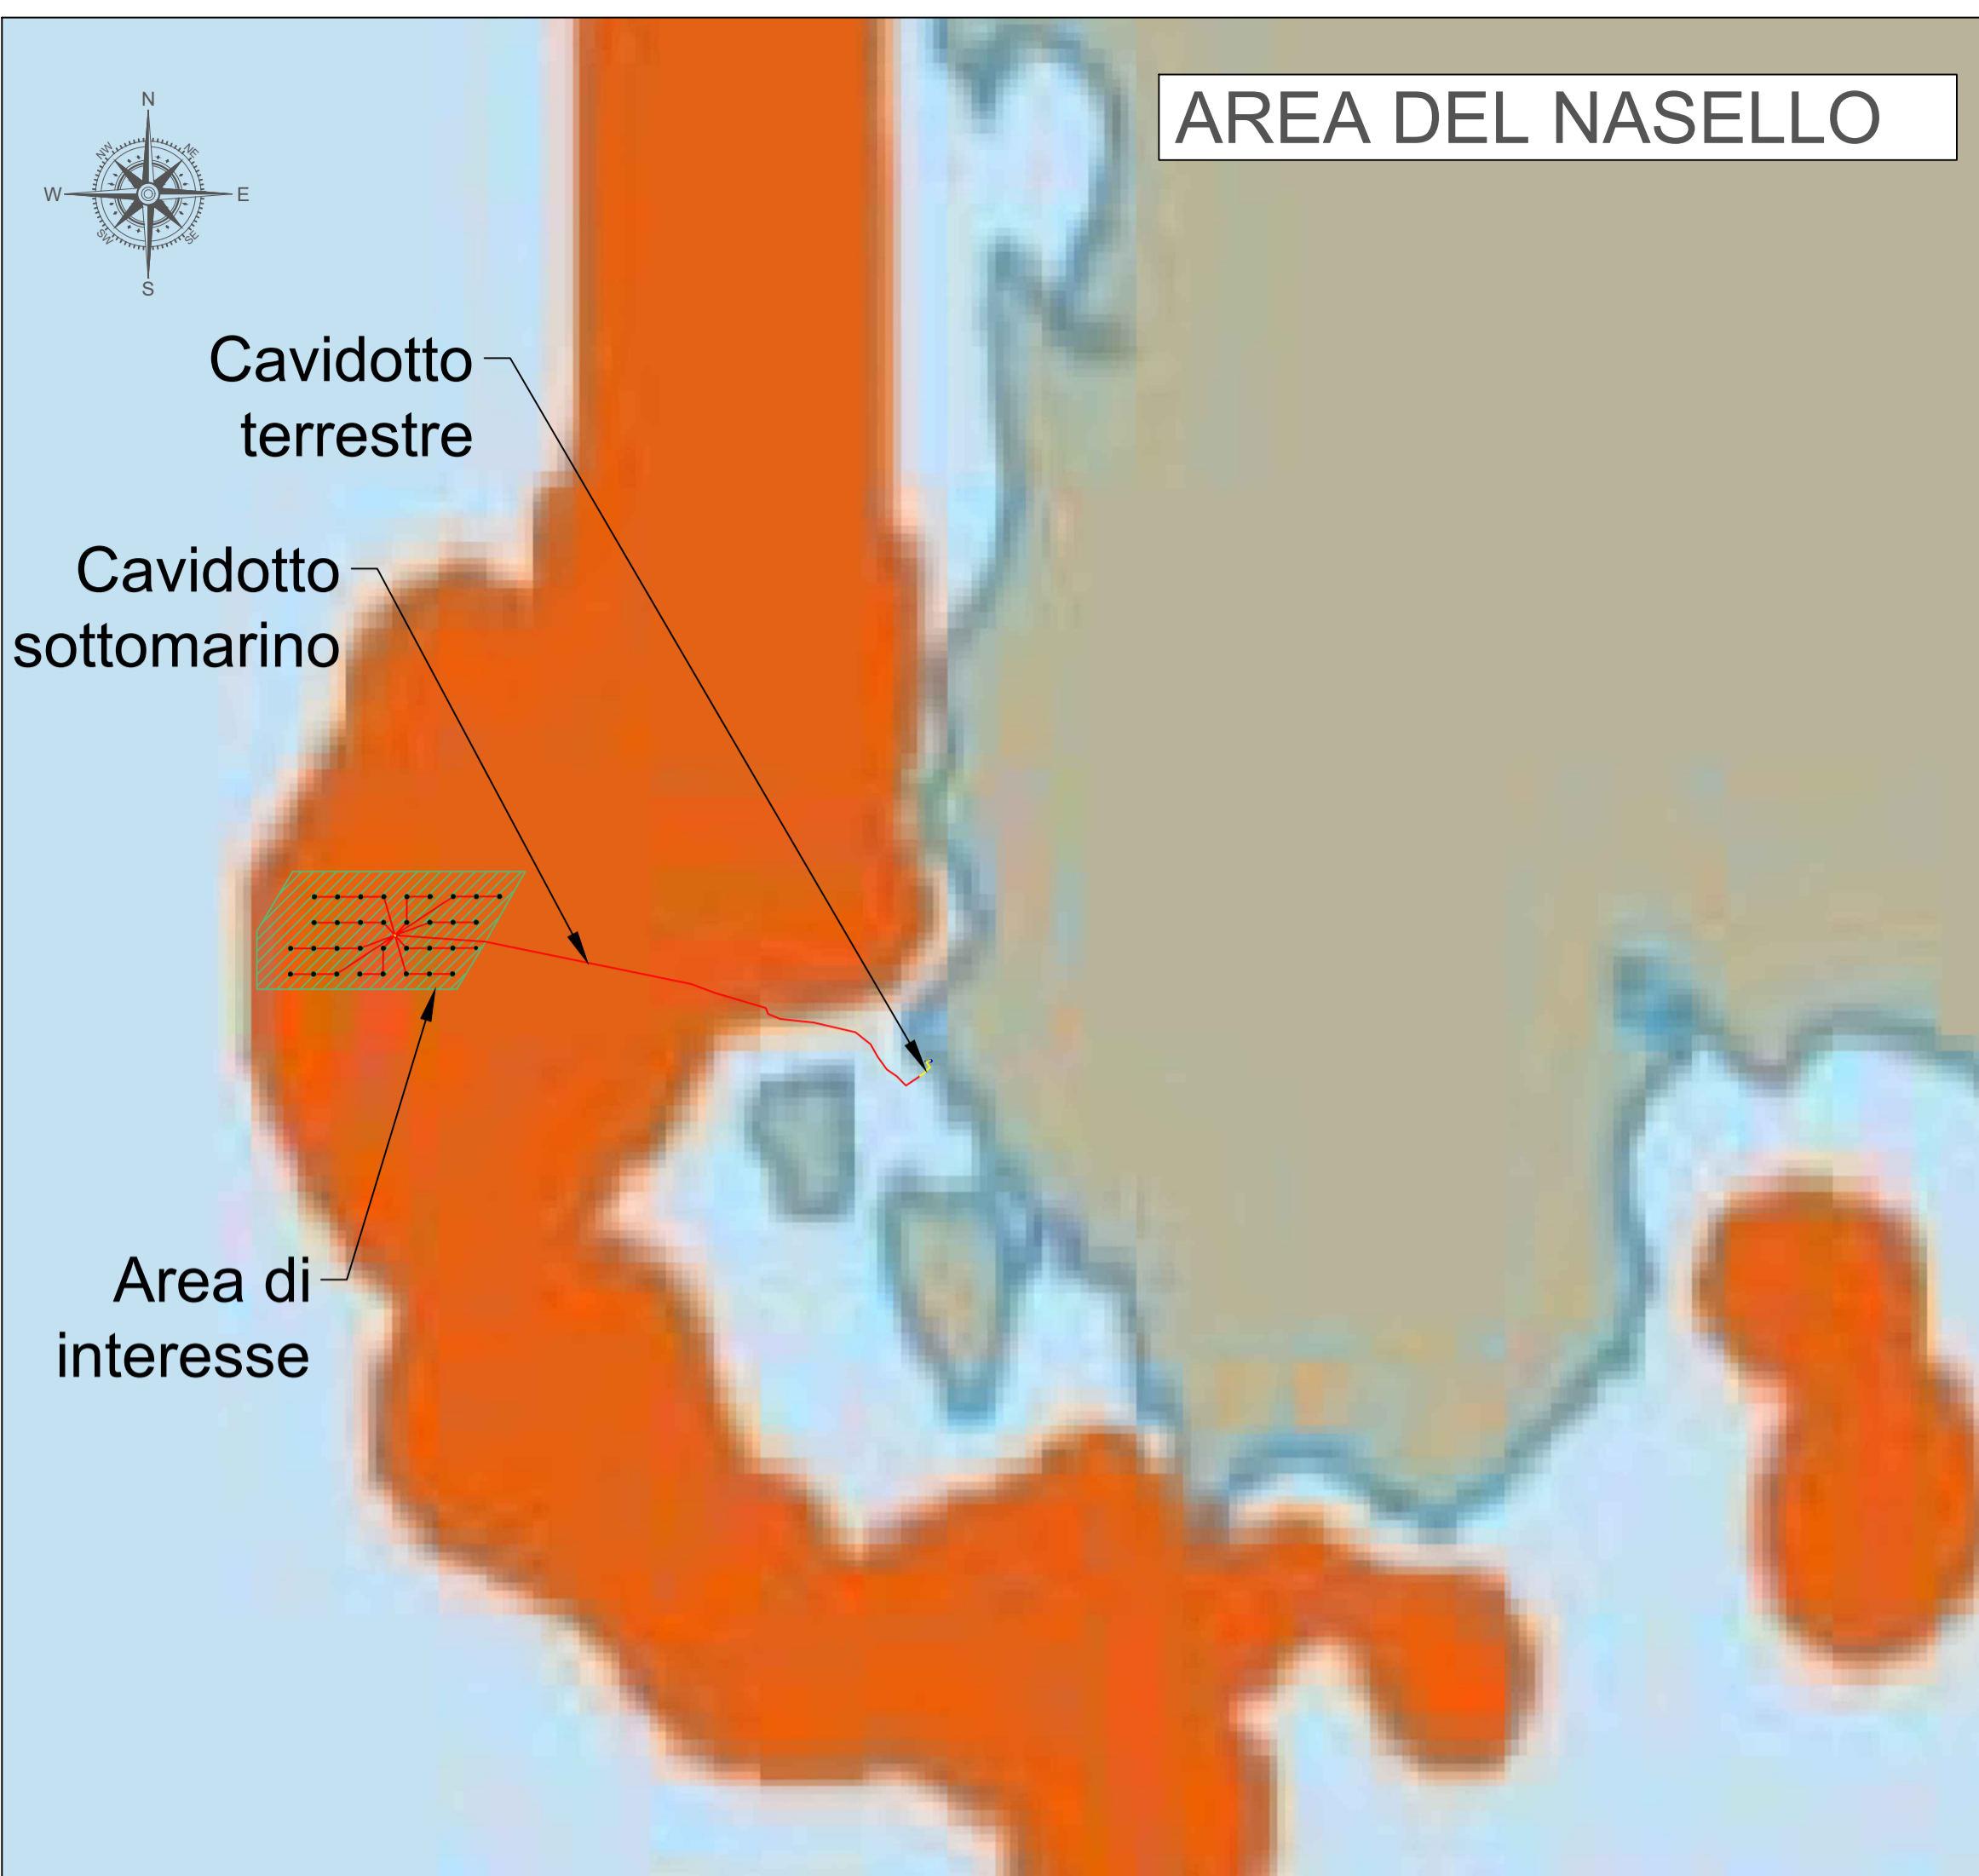 AREA DEL NASELLO
N
NW
NE
W
E
SW
SE
S
Cavidotto
terrestre
Cavidotto
sottomarino
Area di
interesse